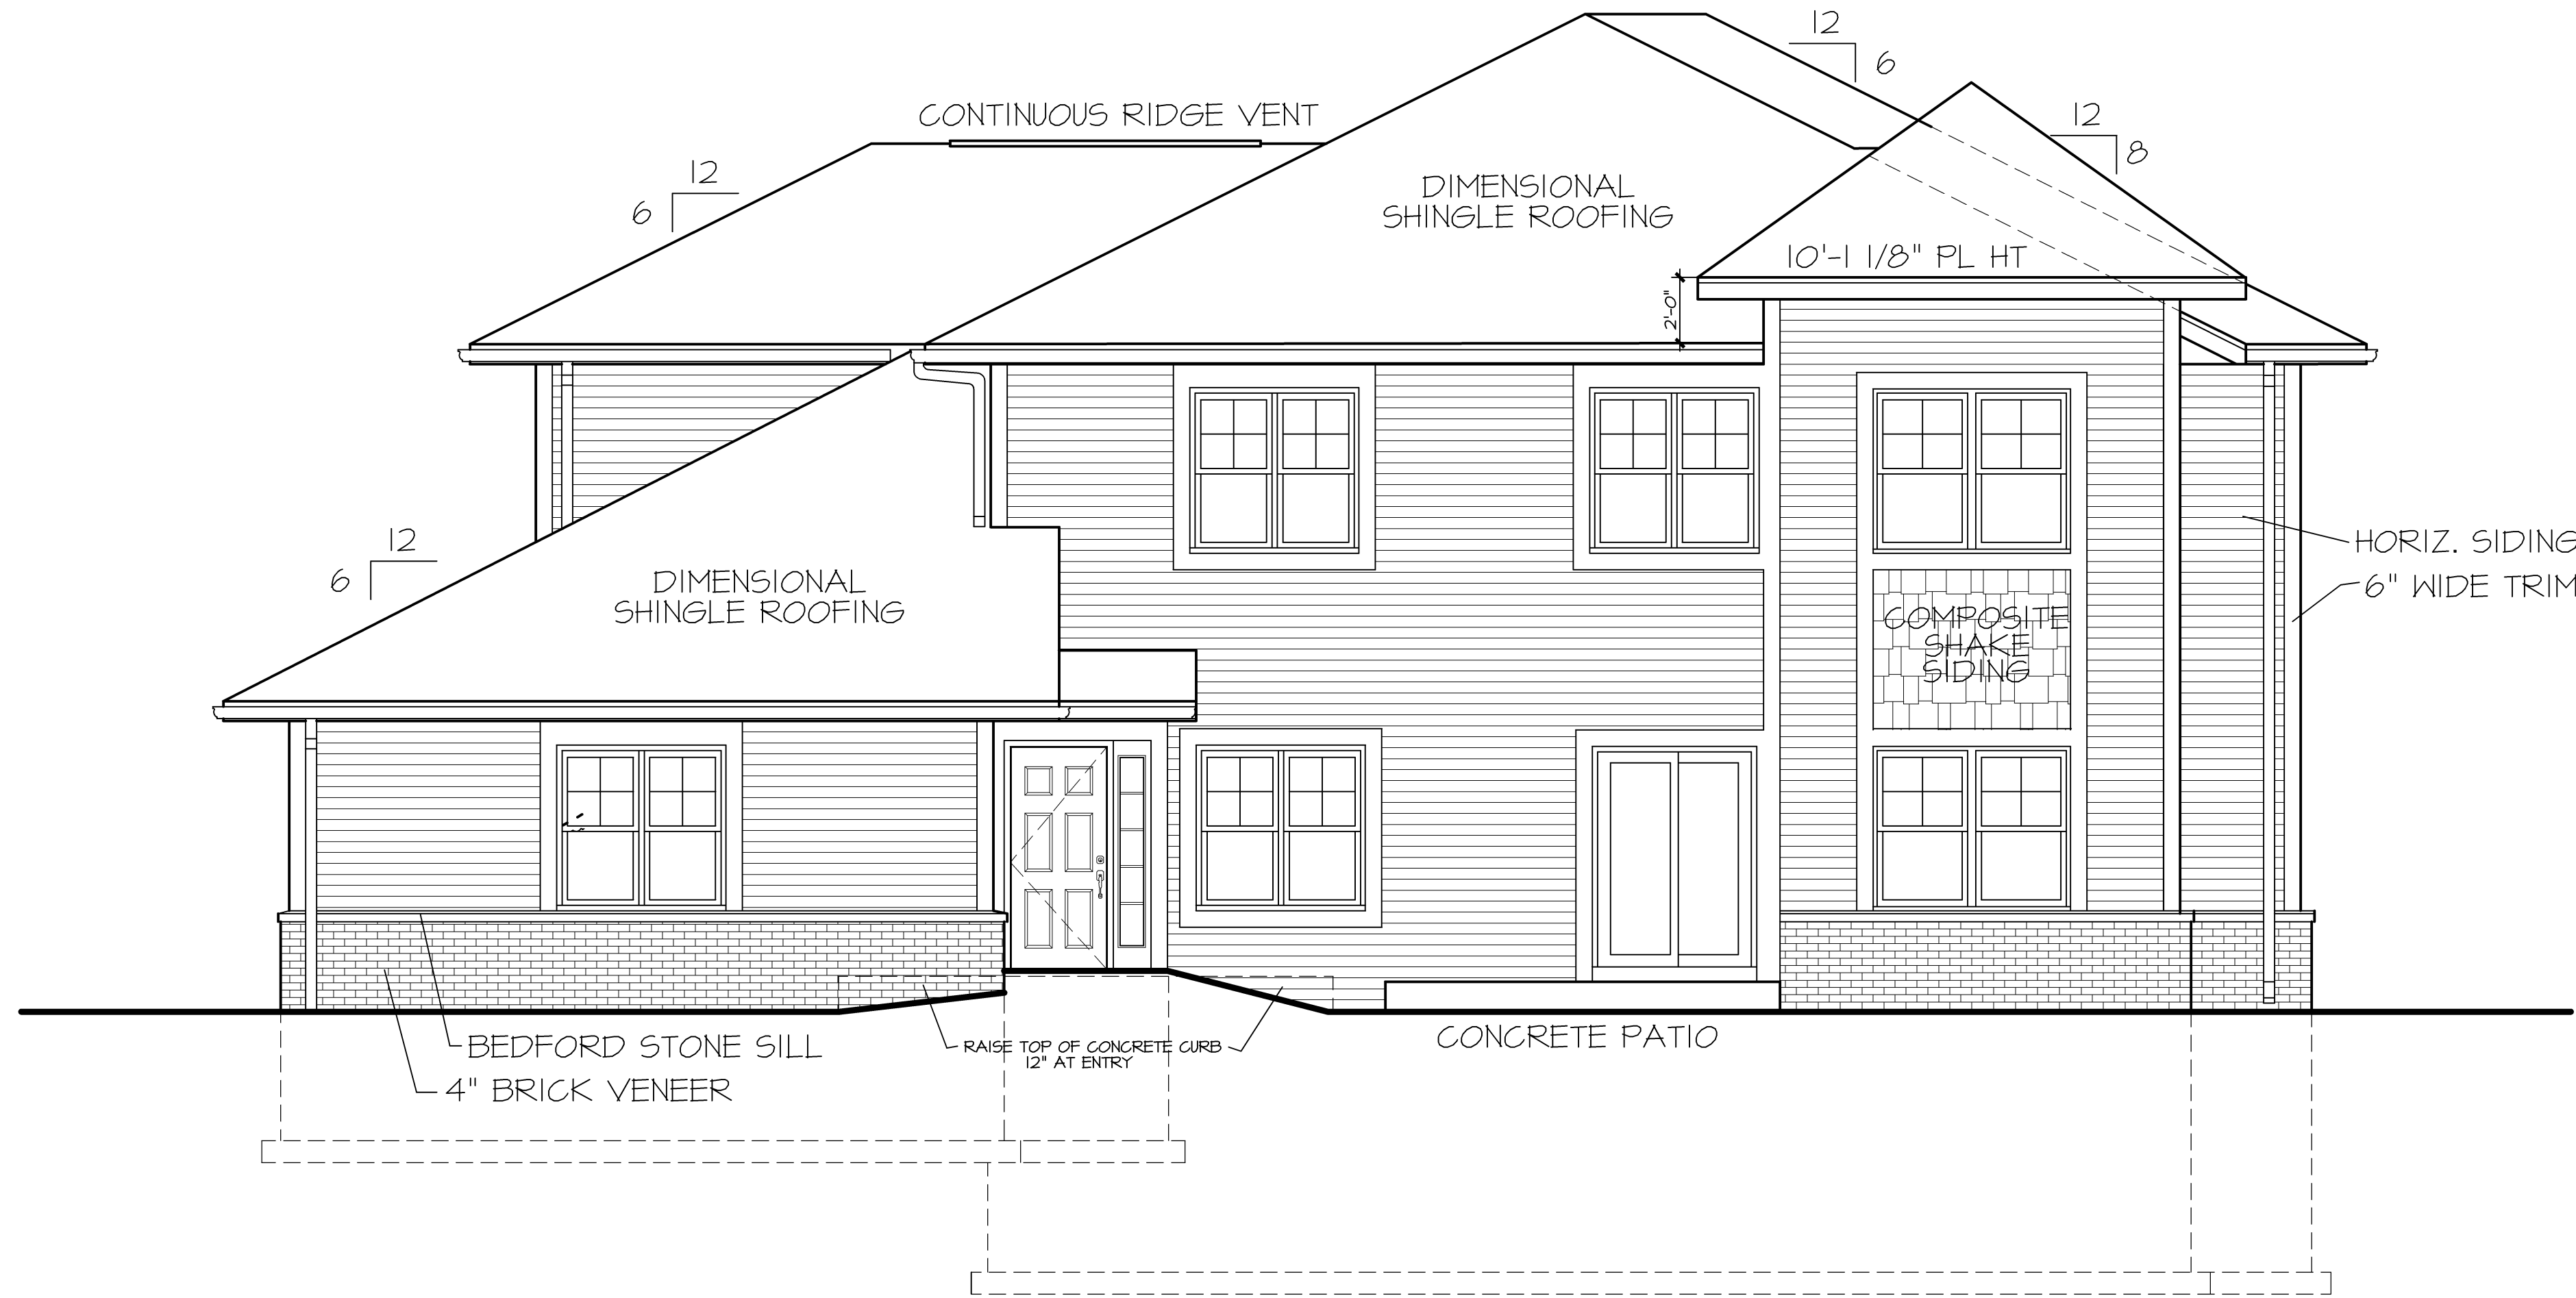 12
6
CONTINUOUS RIDGE VENT
12
8
12
6
DIMENSIONAL
SHINGLE ROOFING
10'-1 1/8" PL HT
2'-0"
12
6
DIMENSIONAL
SHINGLE ROOFING
HORIZ. SIDING
6" WIDE TRIM
COMPOSITE
SHAKE
SIDING
BEDFORD STONE SILL
4" BRICK VENEER
RAISE TOP OF CONCRETE CURB
12" AT ENTRY
CONCRETE PATIO